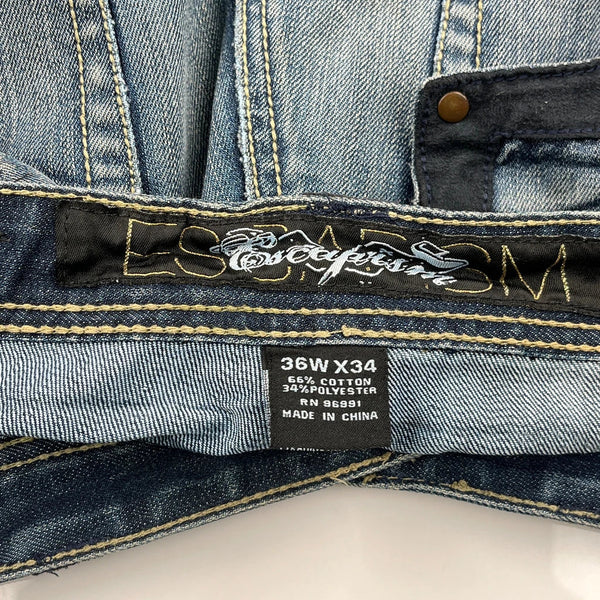 ESCAPISM
Escapism
36W X34
66% COTTON
34%POLYESTER
RN 96991
MADE IN CHINA